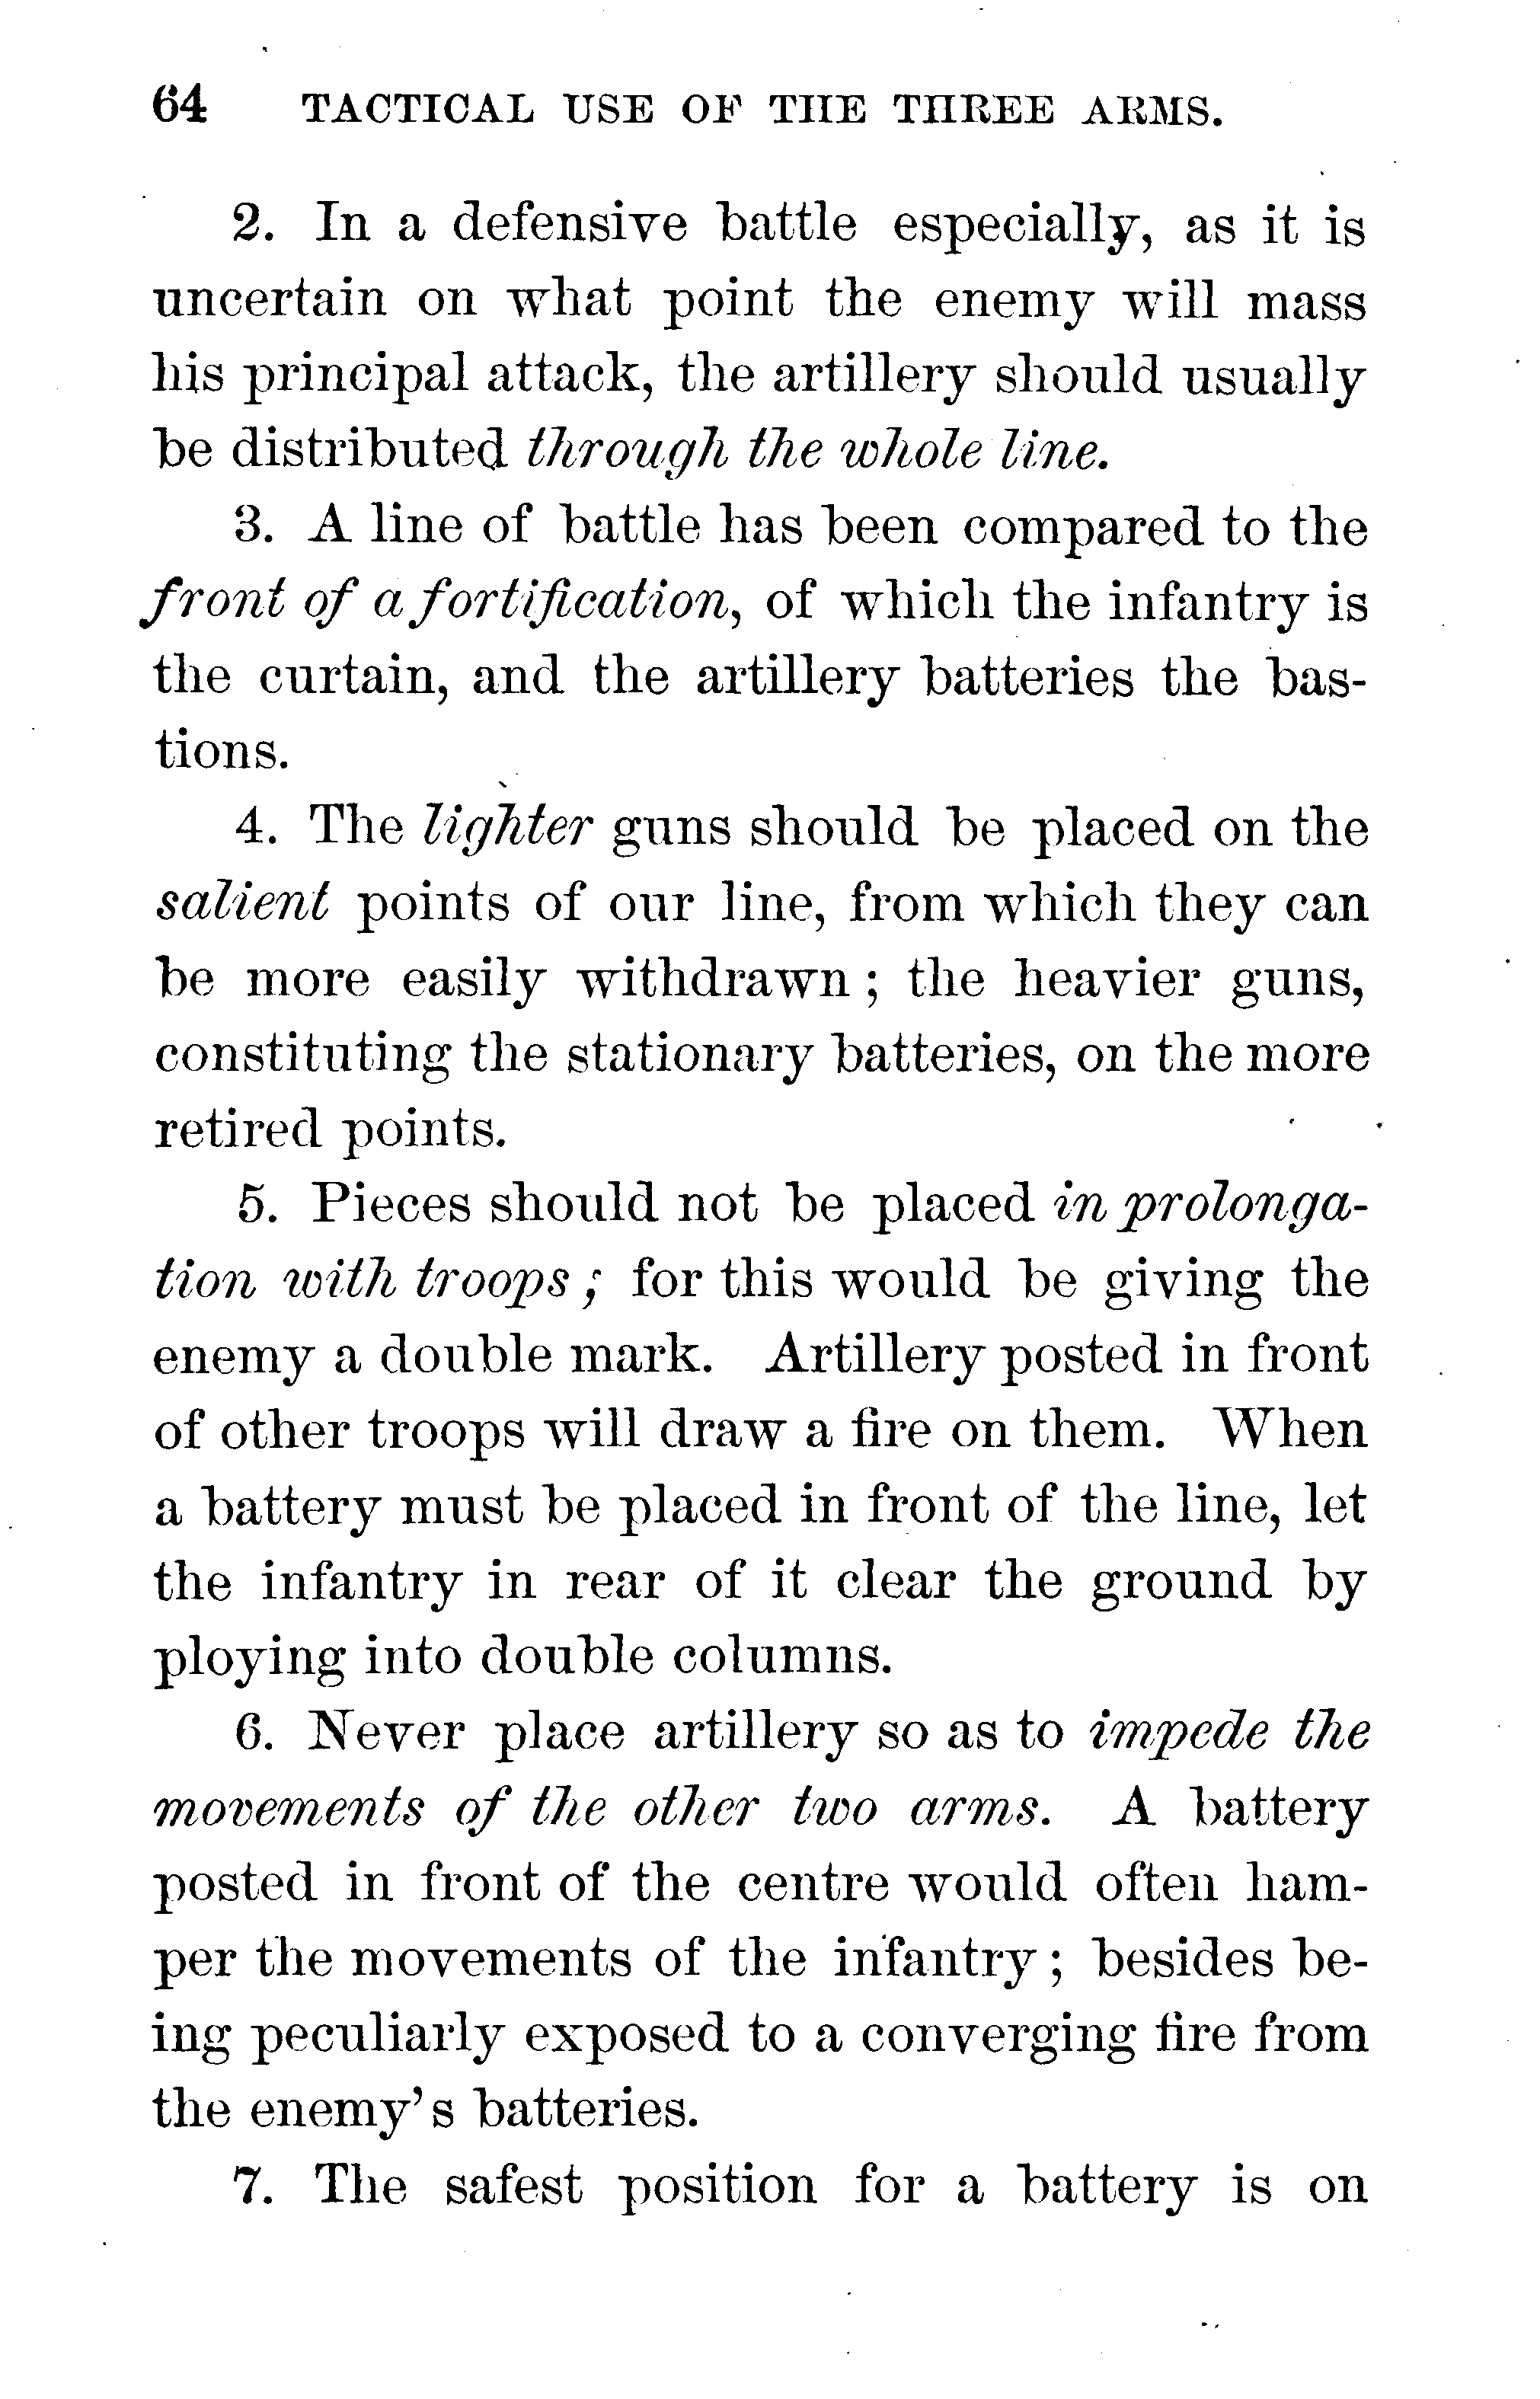 64 TACTICAL USE OF THE THREE ARMS.
2. In a defensive battle especially, as it is
uncertain on what point the enemy will mass
his principal attack, the artillery should usually
be distributed through the whole line.
3. A line of battle has been compared to the
front of a fortification, of which the infantry is
the curtain, and the artillery batteries the bas-
tions.
4. The lighter guns should be placed on the
salient points of our line, from which they can
be more easily withdrawn; the heavier guns,
constituting the stationary batteries, on the more
retired points.
5. Pieces should not be placed in prolonga-
tion with troops; for this would be giving the
enemy a double mark. Artillery posted in front
of other troops will draw a fire on them. When
a battery must be placed in front of the line, let
the infantry in rear of it clear the ground by
ploying into double columns.
6. Never place artillery so as to impede the
movements of the other two arms. A battery
posted in front of the centre would often ham-
per the movements of the infantry; besides be-
ing peculiarly exposed to a converging fire from
the enemy's batteries.
7. The safest position for a battery is on